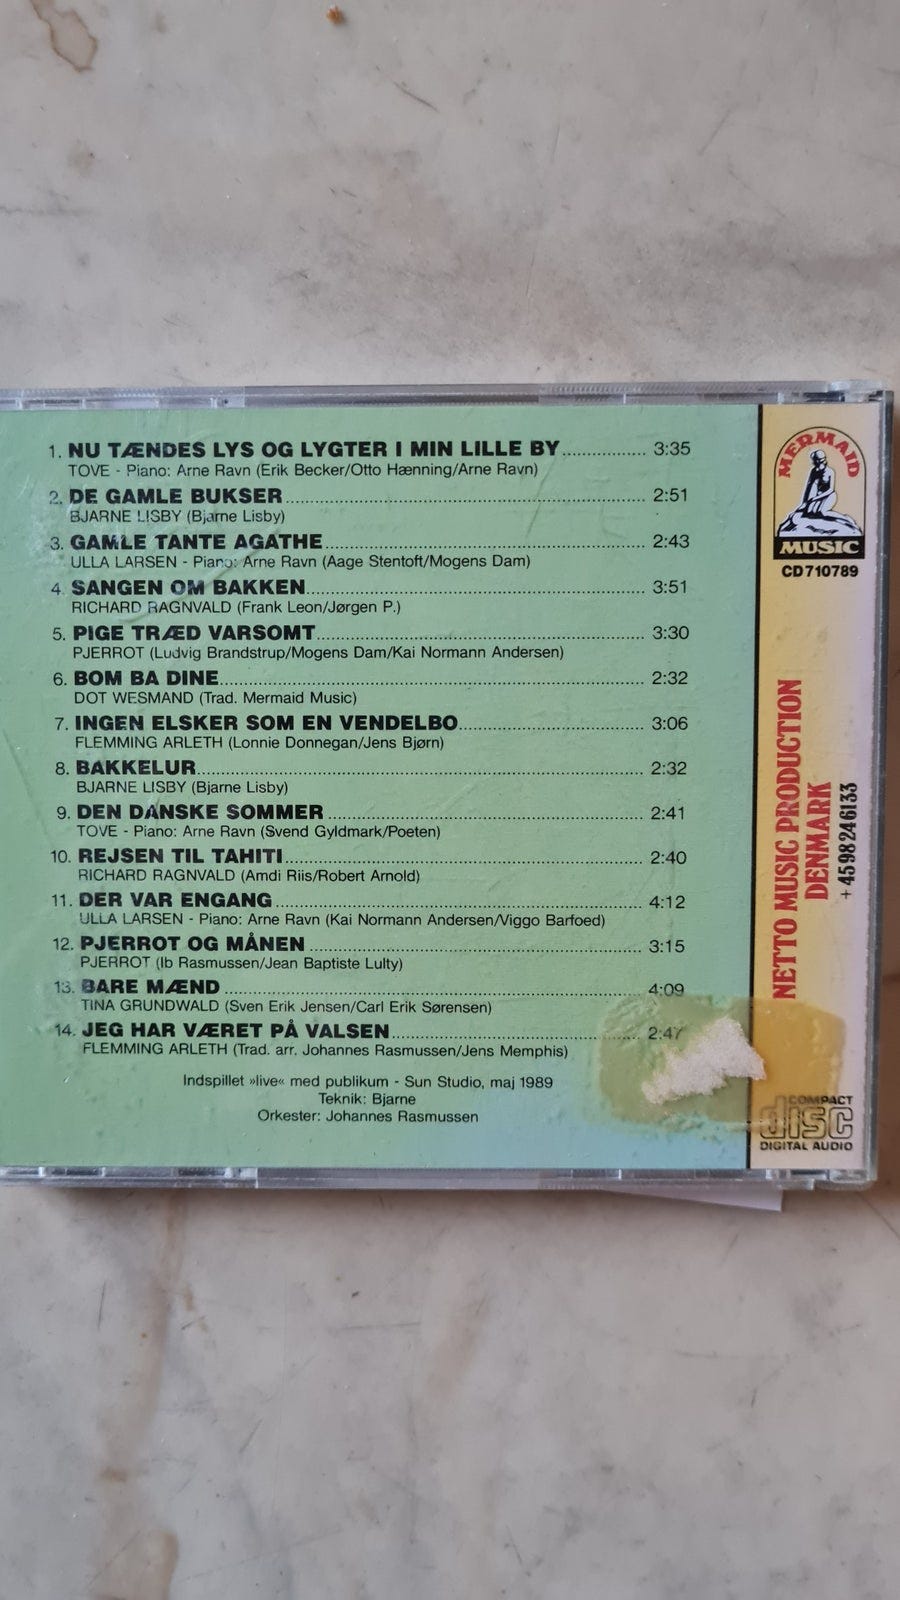 1. NU TÆNDES LYS OG LYGTER I MIN LILLE BY 3:35
TOVE - Piano: Arne Ravn (Erik Becker/Otto Hænning/Arne Ravn)
2. DE GAMLE BUKSER 2:51
BJARNE LISBY (Bjarne Lisby)
3. GAMLE TANTE AGATHE 2:43
ULLA LARSEN - Piano: Arne Ravn (Aage Stentoft/Mogens Dam)
4. SANGEN OM BAKKEN 3:51
RICHARD RAGNVALD (Frank Leon/Jørgen P.)
5. PIGE TRÆD VARSOMT 3:30
PJERROT (Ludvig Brandstrup/Mogens Dam/Kai Normann Andersen)
6. BOM BA DINE 2:32
DOT WESMAND (Trad. Mermaid Music)
7. INGEN ELSKER SOM EN VENDELBO 3:06
FLEMMING ARLETH (Lonnie Donnegan/Jens Bjørn)
8. BAKKELUR 2:32
BJARNE LISBY (Bjarne Lisby)
9. DEN DANSKE SOMMER 2:41
TOVE - Piano: Arne Ravn (Svend Gyldmark/Poeten)
10. REJSEN TIL TAHITI 2:40
RICHARD RAGNVALD (Amdi Riis/Robert Arnold)
11. DER VAR ENGANG 4:12
ULLA LARSEN - Piano: Arne Ravn (Kai Normann Andersen/Viggo Barfoed)
12. PJERROT OG MÅNEN 3:15
PJERROT (Ib Rasmussen/Jean Baptiste Lulty)
13. BARE MÆND 4:09
TINA GRUNDWALD (Sven Erik Jensen/Carl Erik Sørensen)
14. JEG HAR VÆRET PÅ VALSEN 2:47
FLEMMING ARLETH (Trad. arr. Johannes Rasmussen/Jens Memphis)
Indspillet »live« med publikum - Sun Studio, maj 1989
Teknik: Bjarne
Orkester: Johannes Rasmussen
MERMAID
MUSIC
CD 710789
NETTO MUSIC PRODUCTION
DENMARK
+ 45 98 24 61 33
COMPACT
disc
DIGITAL AUDIO